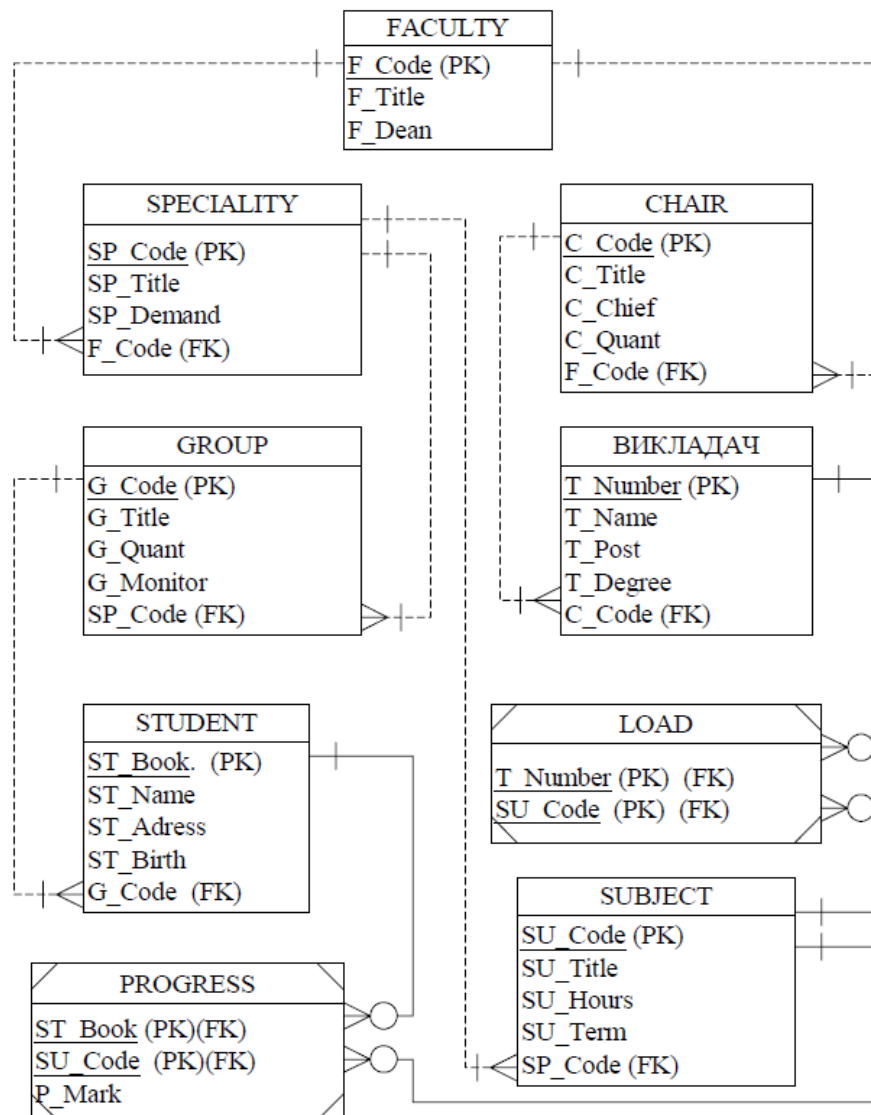 FACULTY
F_Code (PK)
F_Title
F_Dean
SPECIALITY
SP_Code (PK)
SP_Title
SP_Demand
F_Code (FK)
CHAIR
C_Code (PK)
C_Title
C_Chief
C_Quant
F_Code (FK)
GROUP
G_Code (PK)
G_Title
G_Quant
G_Monitor
SP_Code (FK)
ВИКЛАДАЧ
T_Number (PK)
T_Name
T_Post
T_Degree
C_Code (FK)
STUDENT
ST_Book. (PK)
ST_Name
ST_Adress
ST_Birth
G_Code (FK)
LOAD
T_Number (PK) (FK)
SU_Code (PK) (FK)
SUBJECT
SU_Code (PK)
SU_Title
SU_Hours
SU_Term
SP_Code (FK)
PROGRESS
ST_Book (PK)(FK)
SU_Code (PK)(FK)
P_Mark